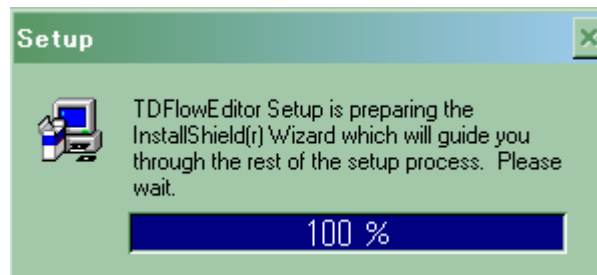 Setup
TDFlowEditor Setup is preparing the
InstallShield(r) Wizard which will guide you
through the rest of the setup process. Please
wait.
100 %